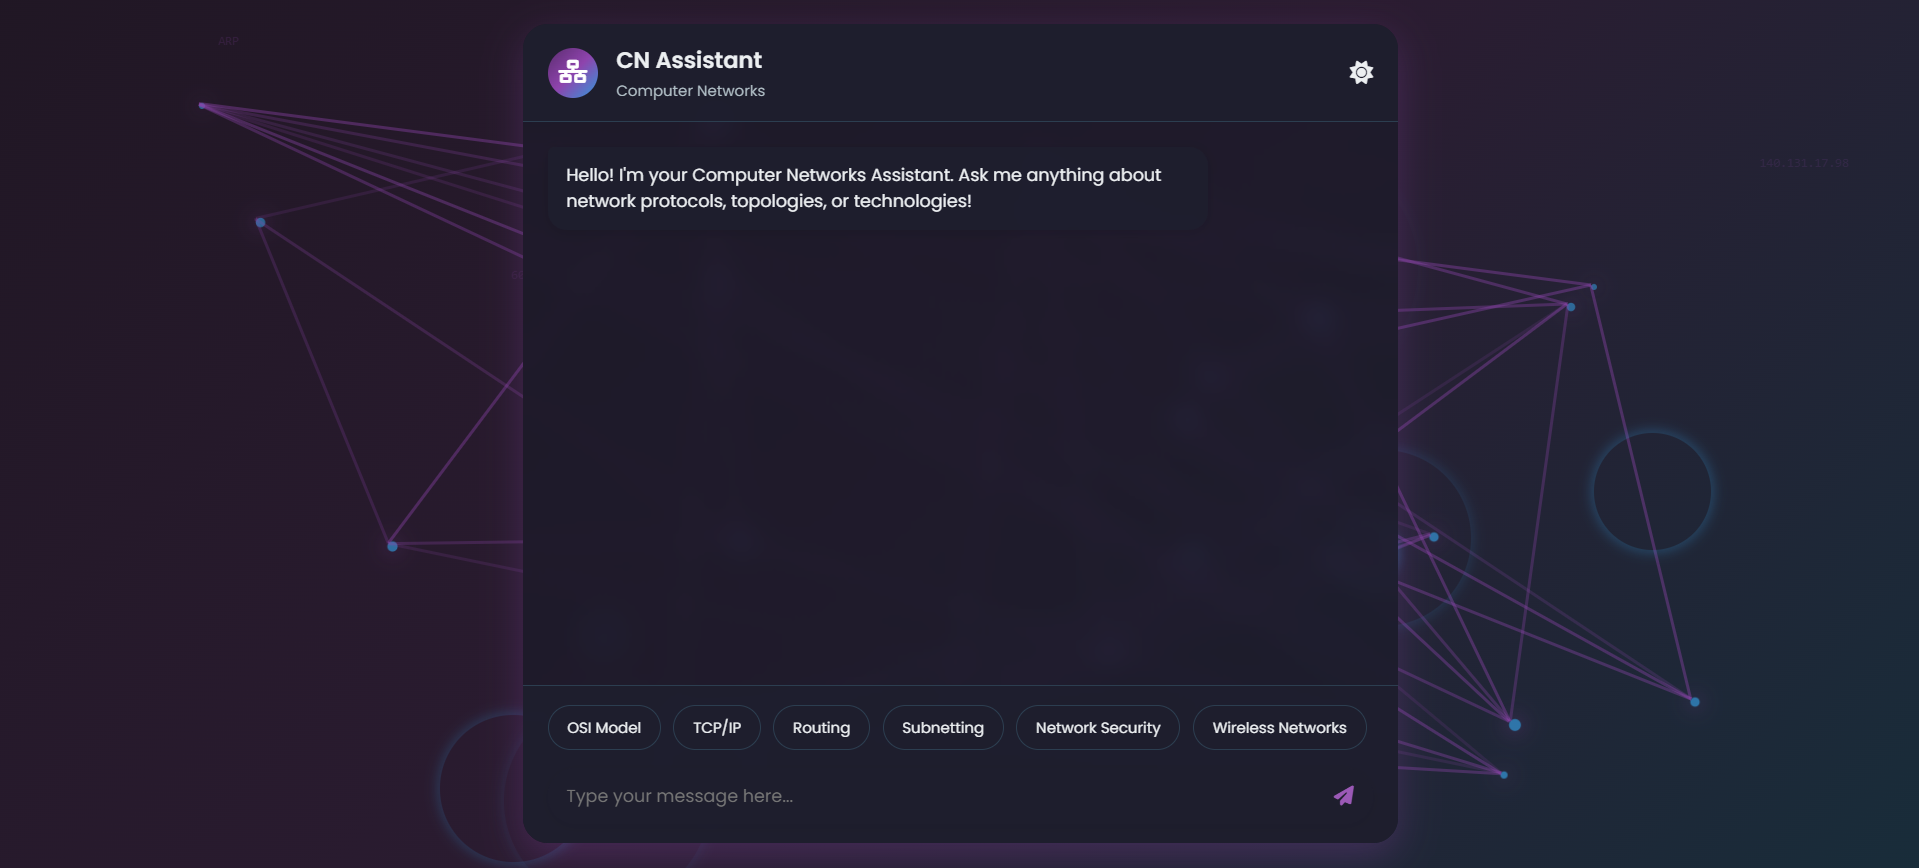 ARP
CN Assistant
Computer Networks
Hello! I'm your Computer Networks Assistant. Ask me anything about
network protocols, topologies, or technologies!
OSI Model
TCP/IP
Routing
Subnetting
Network Security
Wireless Networks
Type your message here...